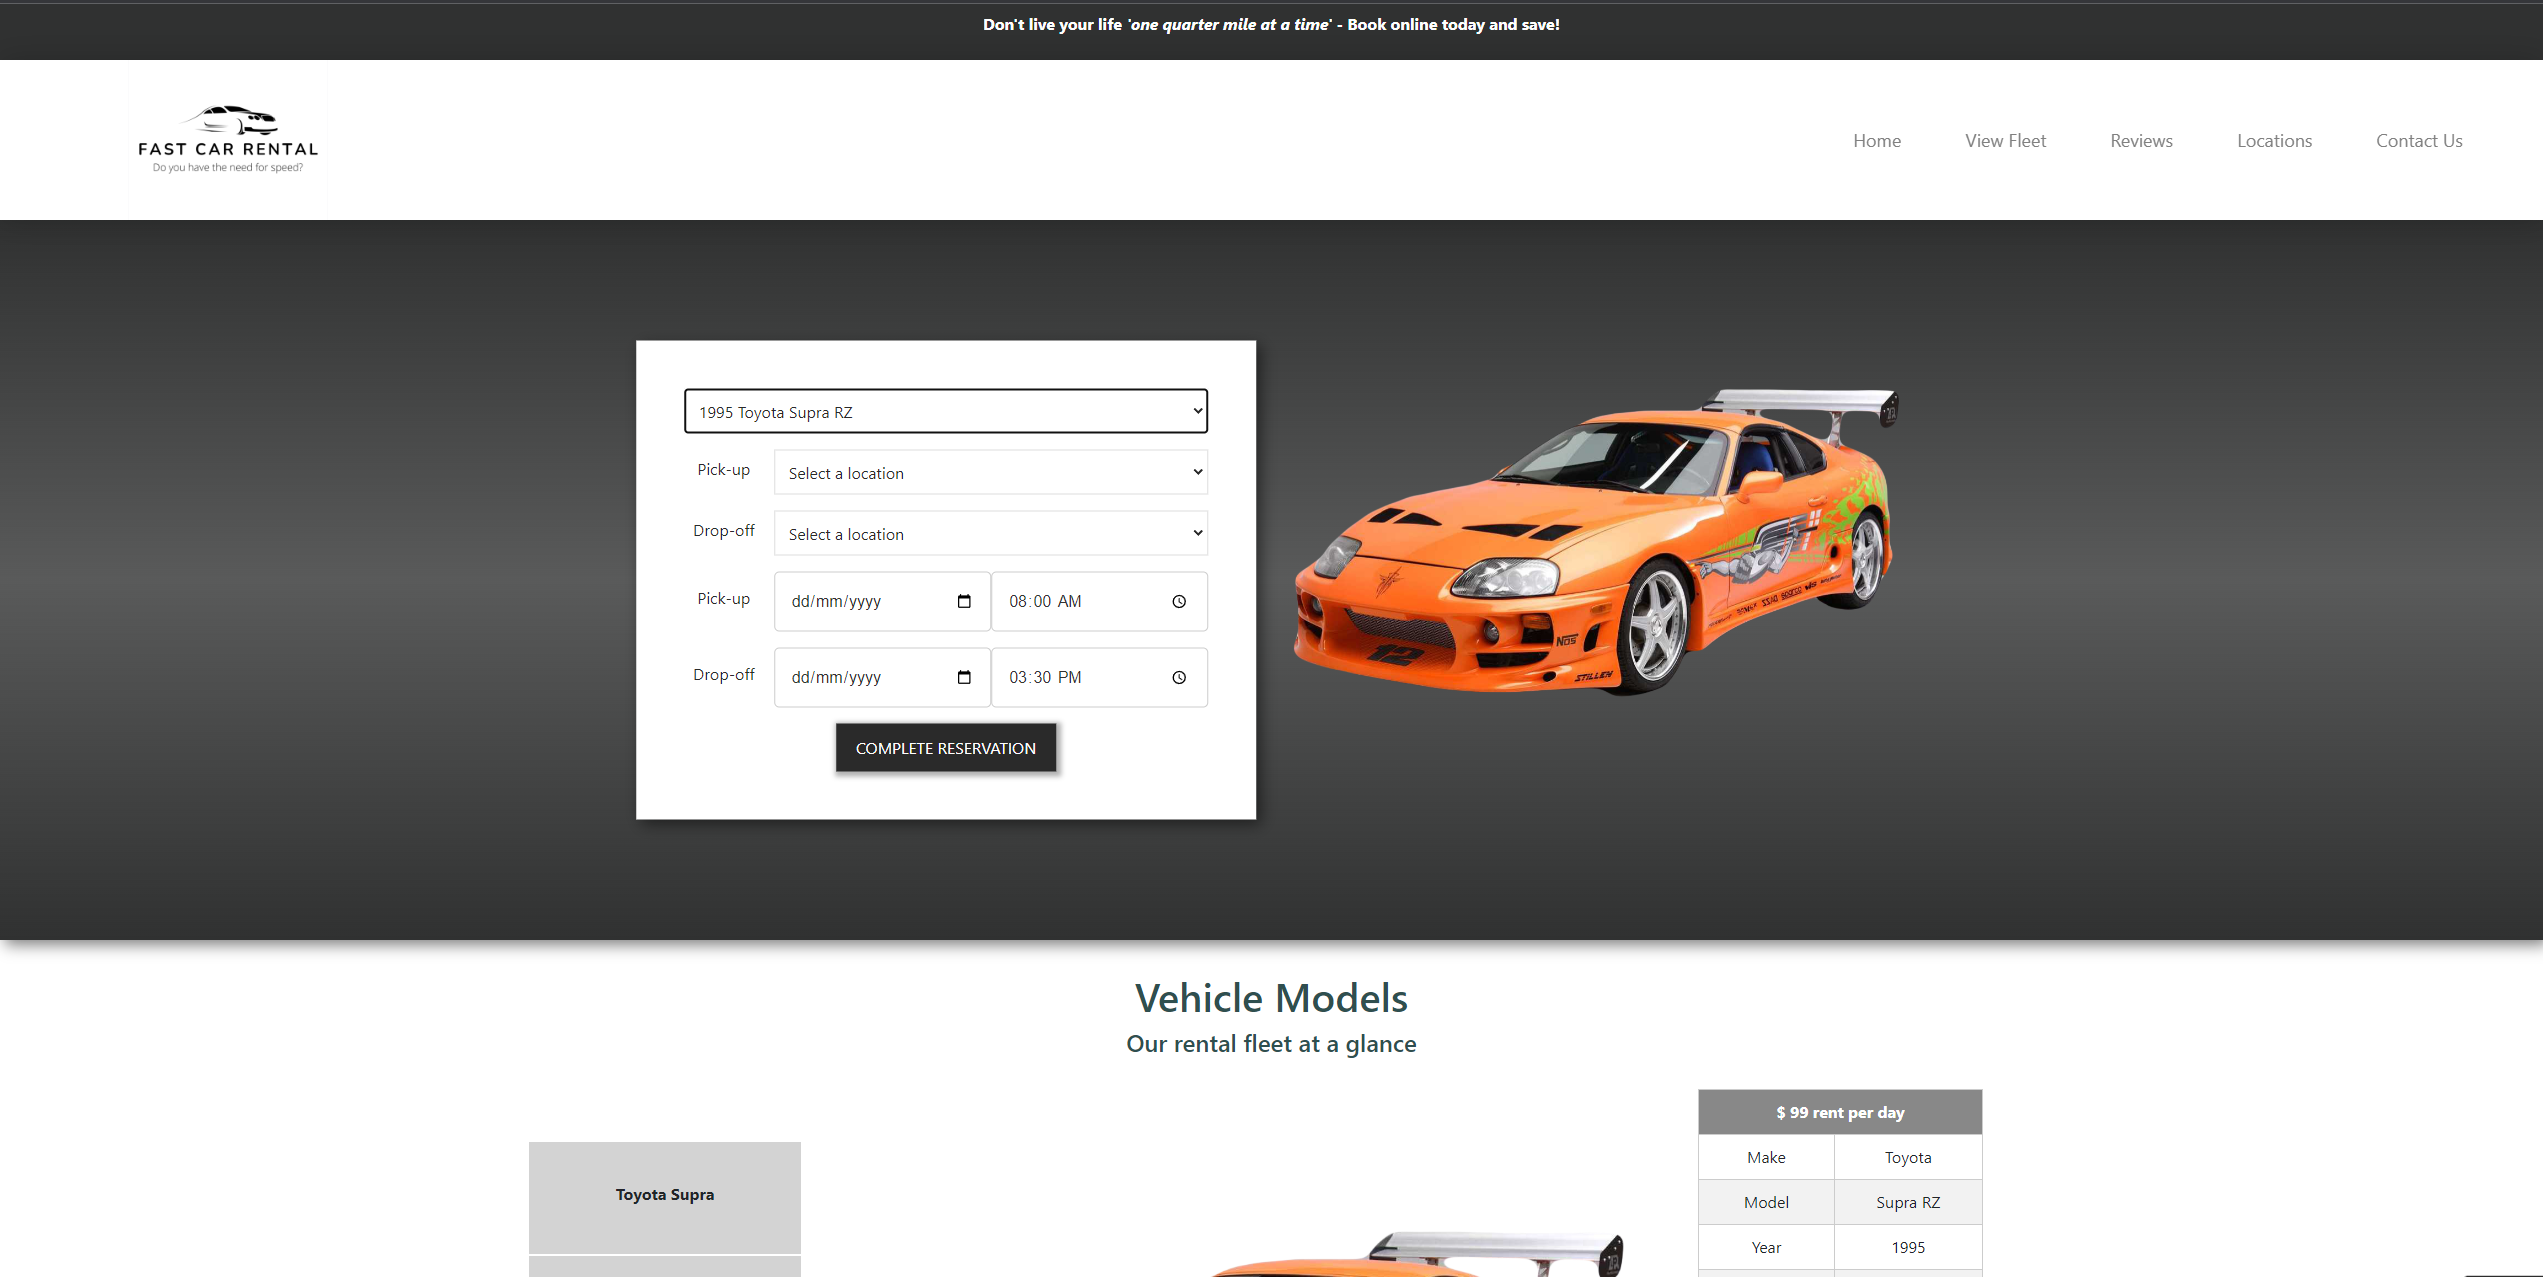 Don't live your life 'one quarter mile at a time' - Book online today and save!
FAST CAR RENTAL
Do you have the need for speed?
Home
View Fleet
Reviews
Locations
Contact Us
1995 Toyota Supra RZ
Pick-up
Select a location
Drop-off
Select a location
Pick-up
dd/mm/yyyy
08:00 AM
Drop-off
dd/mm/yyyy
03:30 PM
COMPLETE RESERVATION
12
NOS
STILLEN
Vehicle Models
Our rental fleet at a glance
Toyota Supra
$ 99 rent per day
Make Toyota
Model Supra RZ
Year 1995